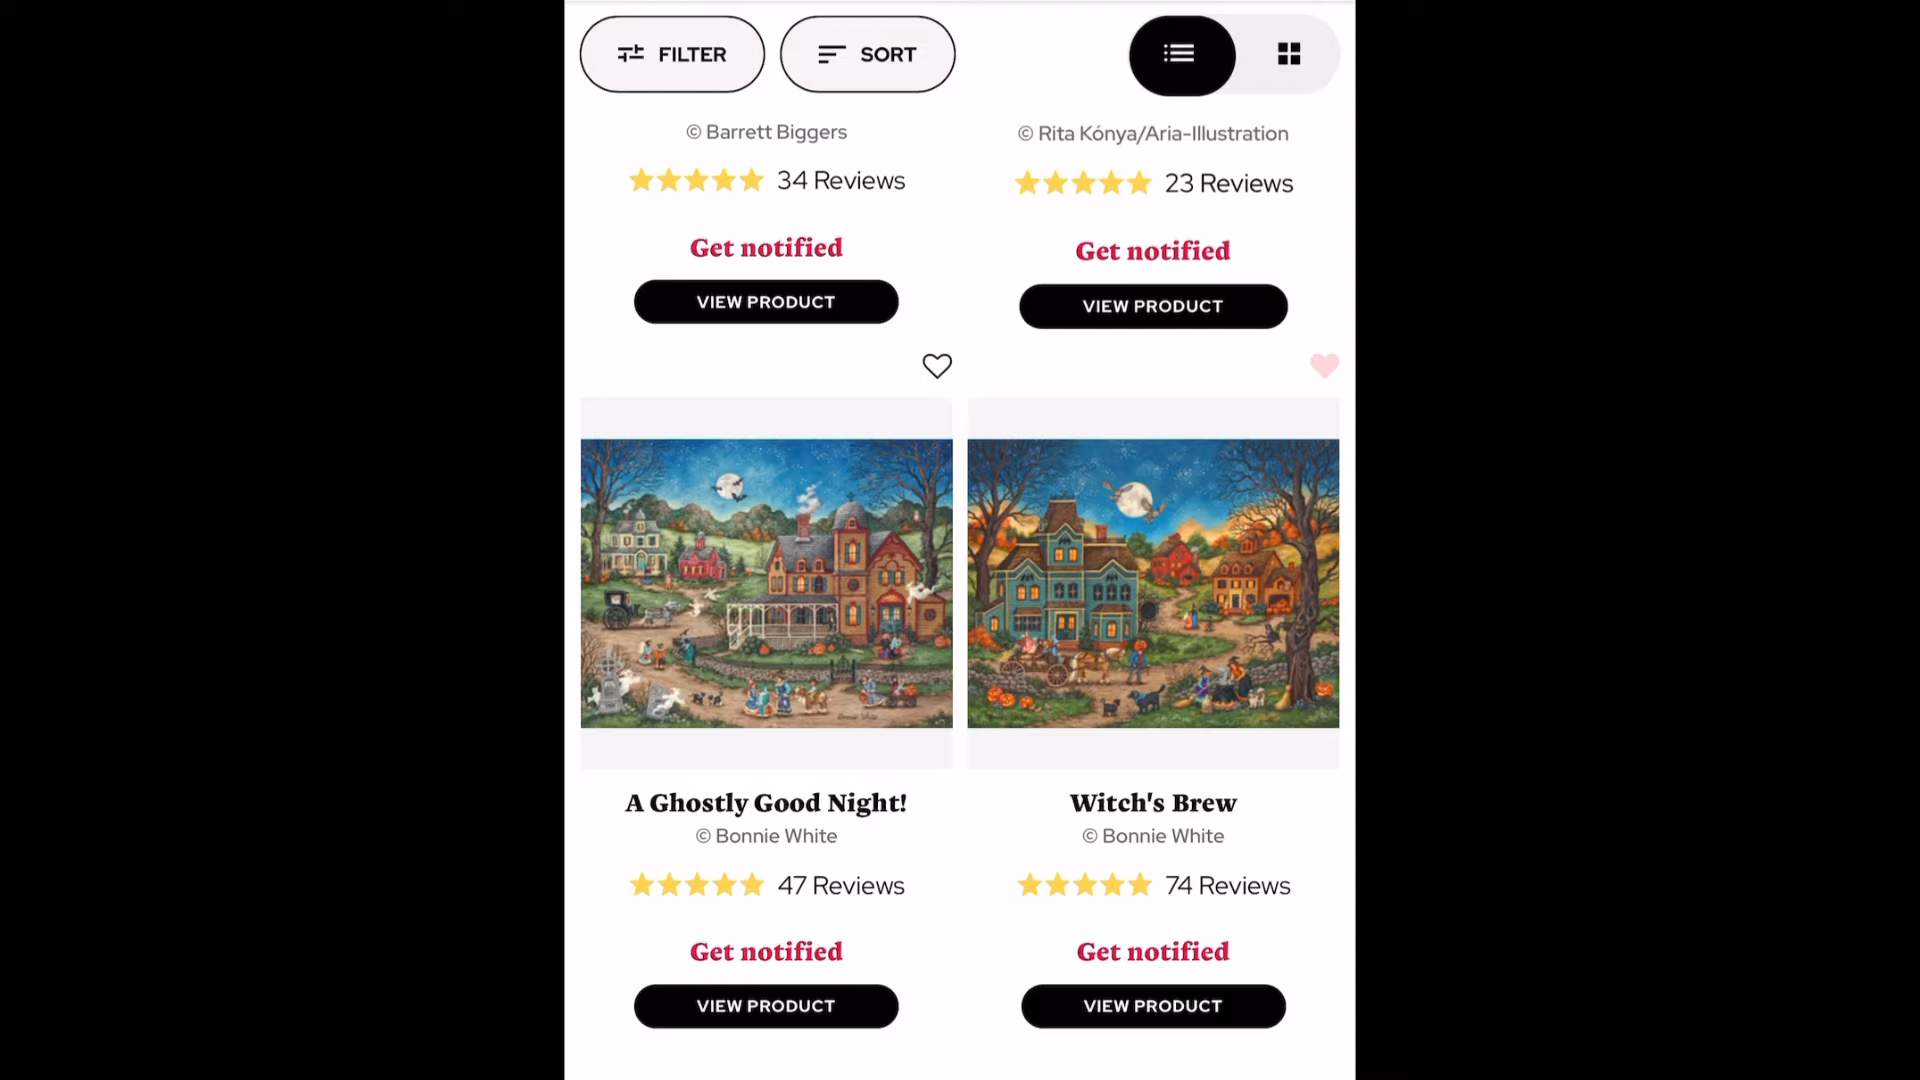 FILTER
SORT
© Barrett Biggers
34 Reviews
Get notified
VIEW PRODUCT
© Rita Kónya/Aria-Illustration
23 Reviews
Get notified
VIEW PRODUCT
A Ghostly Good Night!
© Bonnie White
47 Reviews
Get notified
VIEW PRODUCT
Witch's Brew
© Bonnie White
74 Reviews
Get notified
VIEW PRODUCT